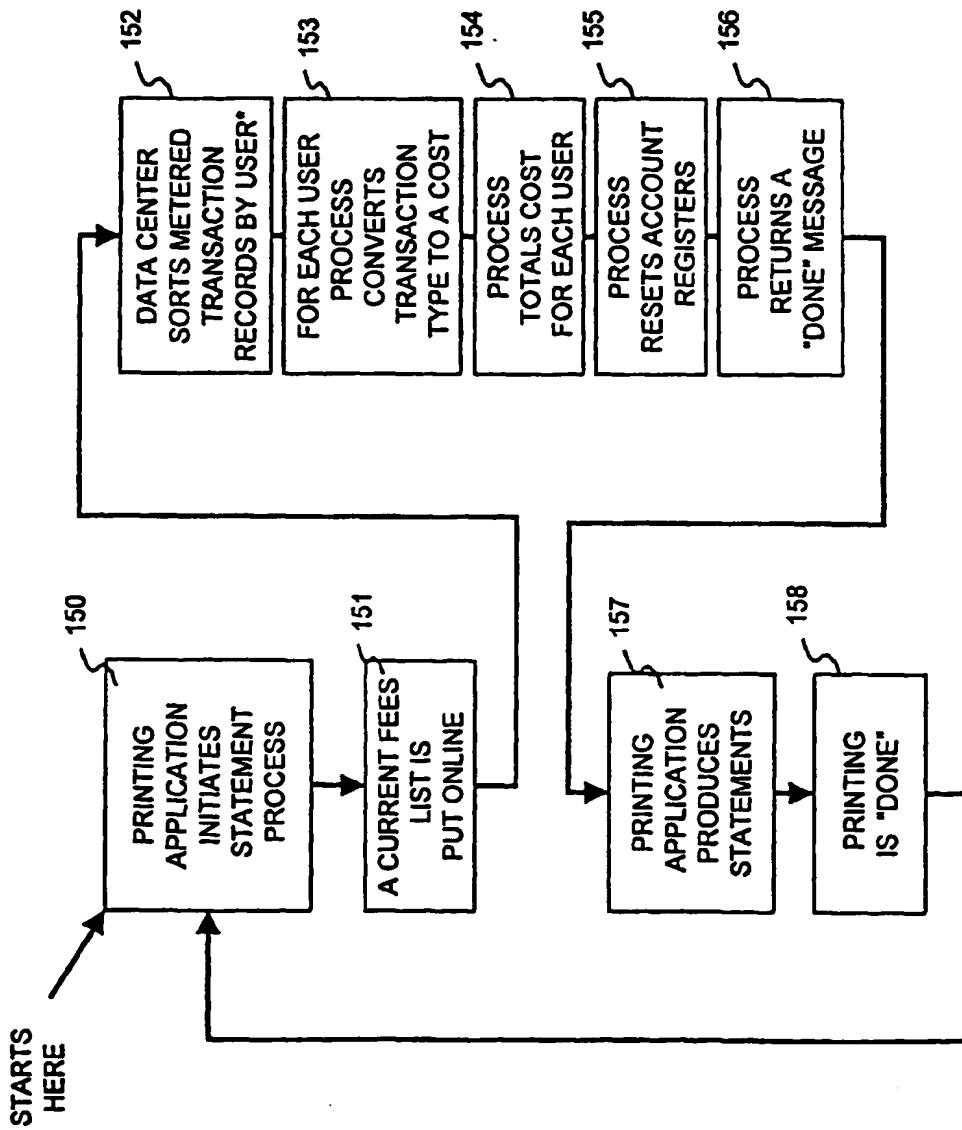 STARTS
HERE
150
PRINTING
APPLICATION
INITIATES
STATEMENT
PROCESS
151
A CURRENT FEES
LIST IS
PUT ONLINE
152
DATA CENTER
SORTS METERED
TRANSACTION
RECORDS BY USER*
153
FOR EACH USER
PROCESS
CONVERTS
TRANSACTION
TYPE TO A COST
154
PROCESS
TOTALS COST
FOR EACH USER
155
PROCESS
RESETS ACCOUNT
REGISTERS
156
PROCESS
RETURNS A
"DONE" MESSAGE
157
PRINTING
APPLICATION
PRODUCES
STATEMENTS
158
PRINTING
IS "DONE"